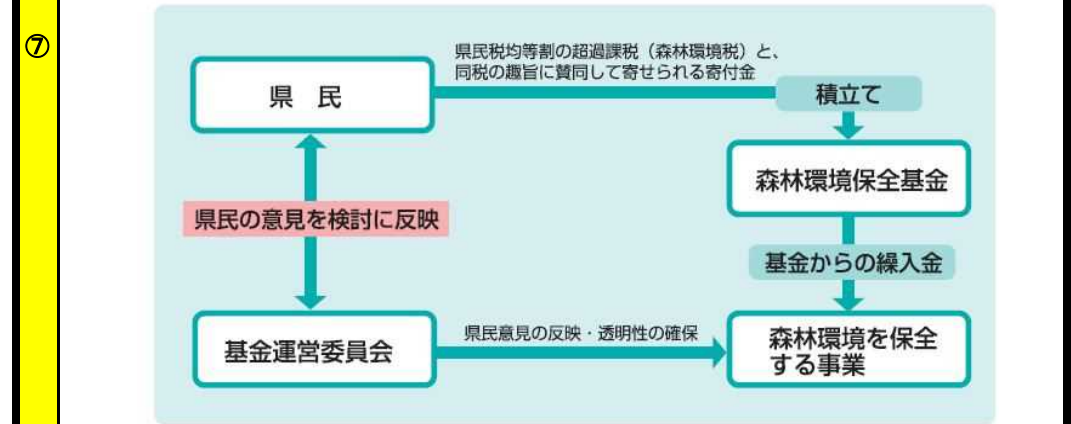 ⑦
県民税均等割の超過課税（森林環境税）と、
同税の趣旨に賛同して寄せられる寄付金
県　民
積立て
森林環境保全基金
県民の意見を検討に反映
基金からの繰入金
基金運営委員会
県民意見の反映・透明性の確保
森林環境を保全
する事業